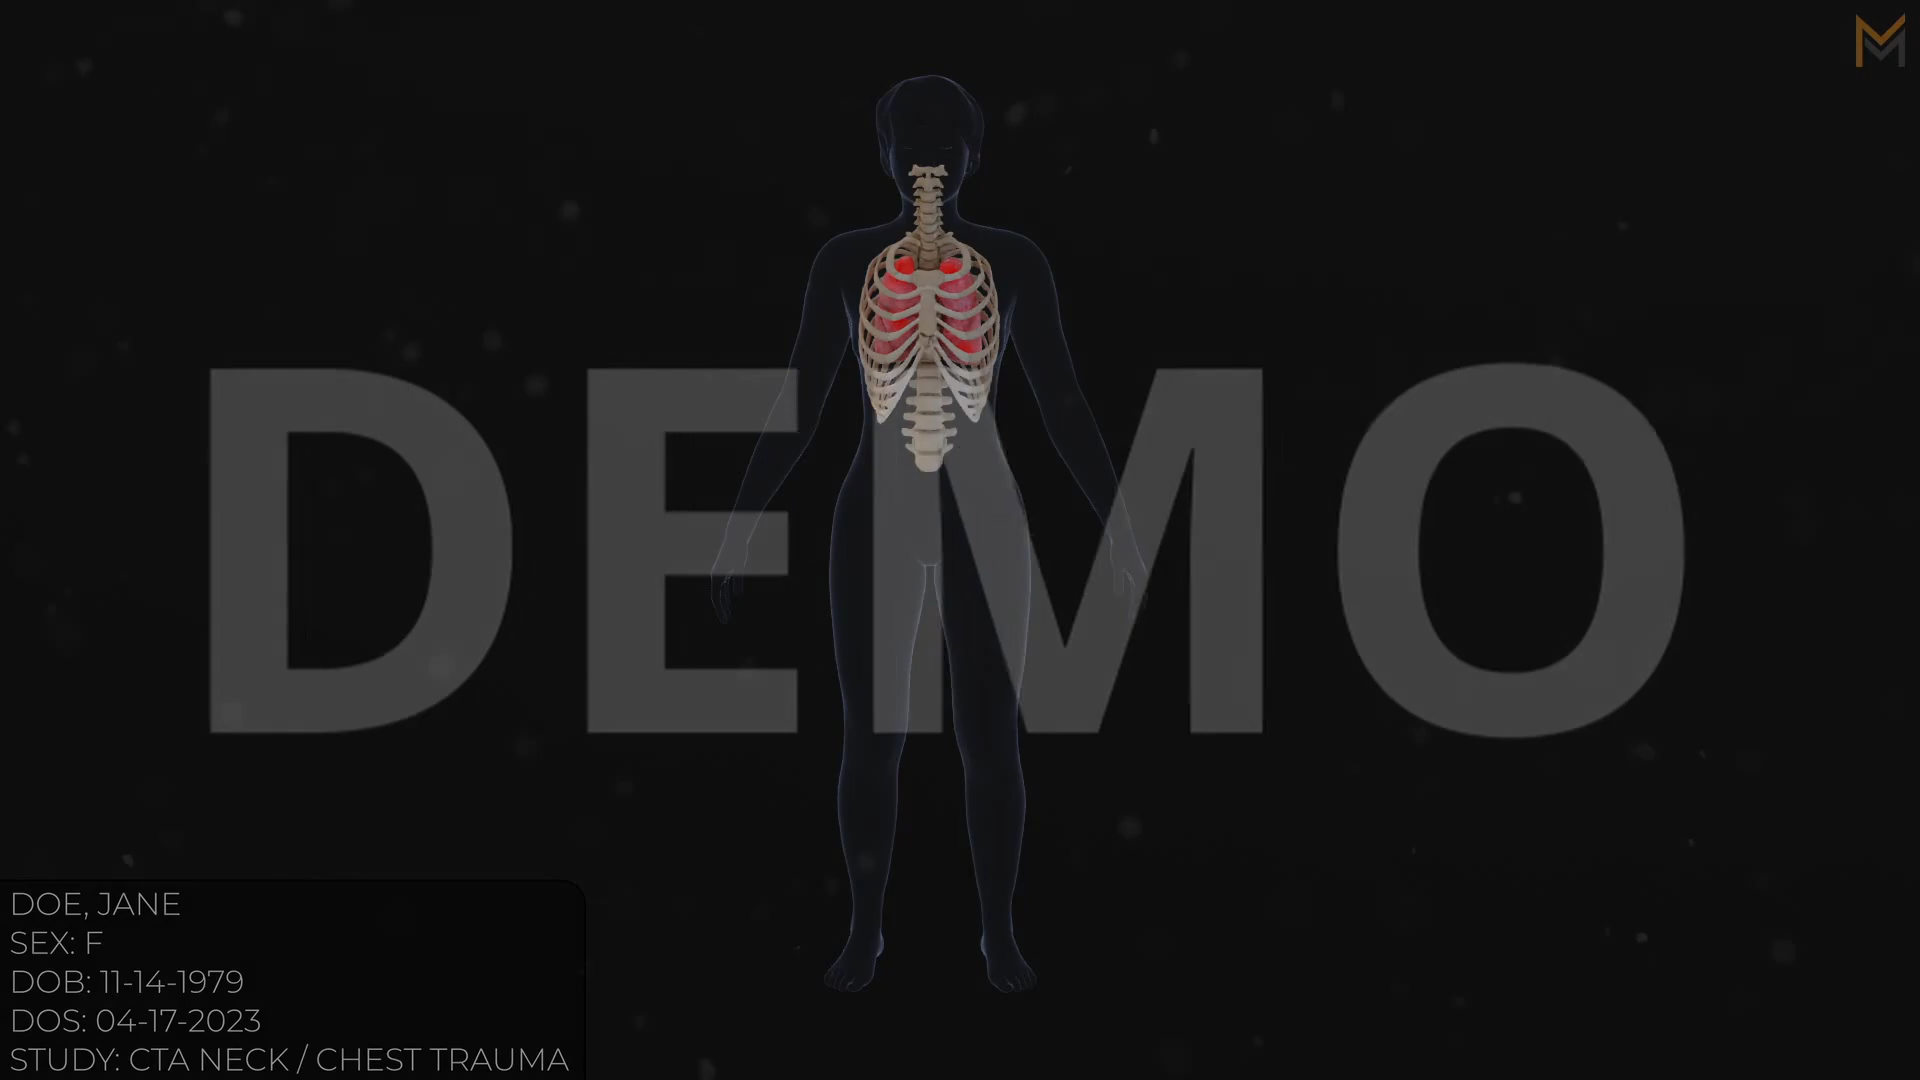 DEMO
DOE, JANE
SEX: F
DOB: 11-14-1979
DOS: 04-17-2023
STUDY: CTA NECK / CHEST TRAUMA